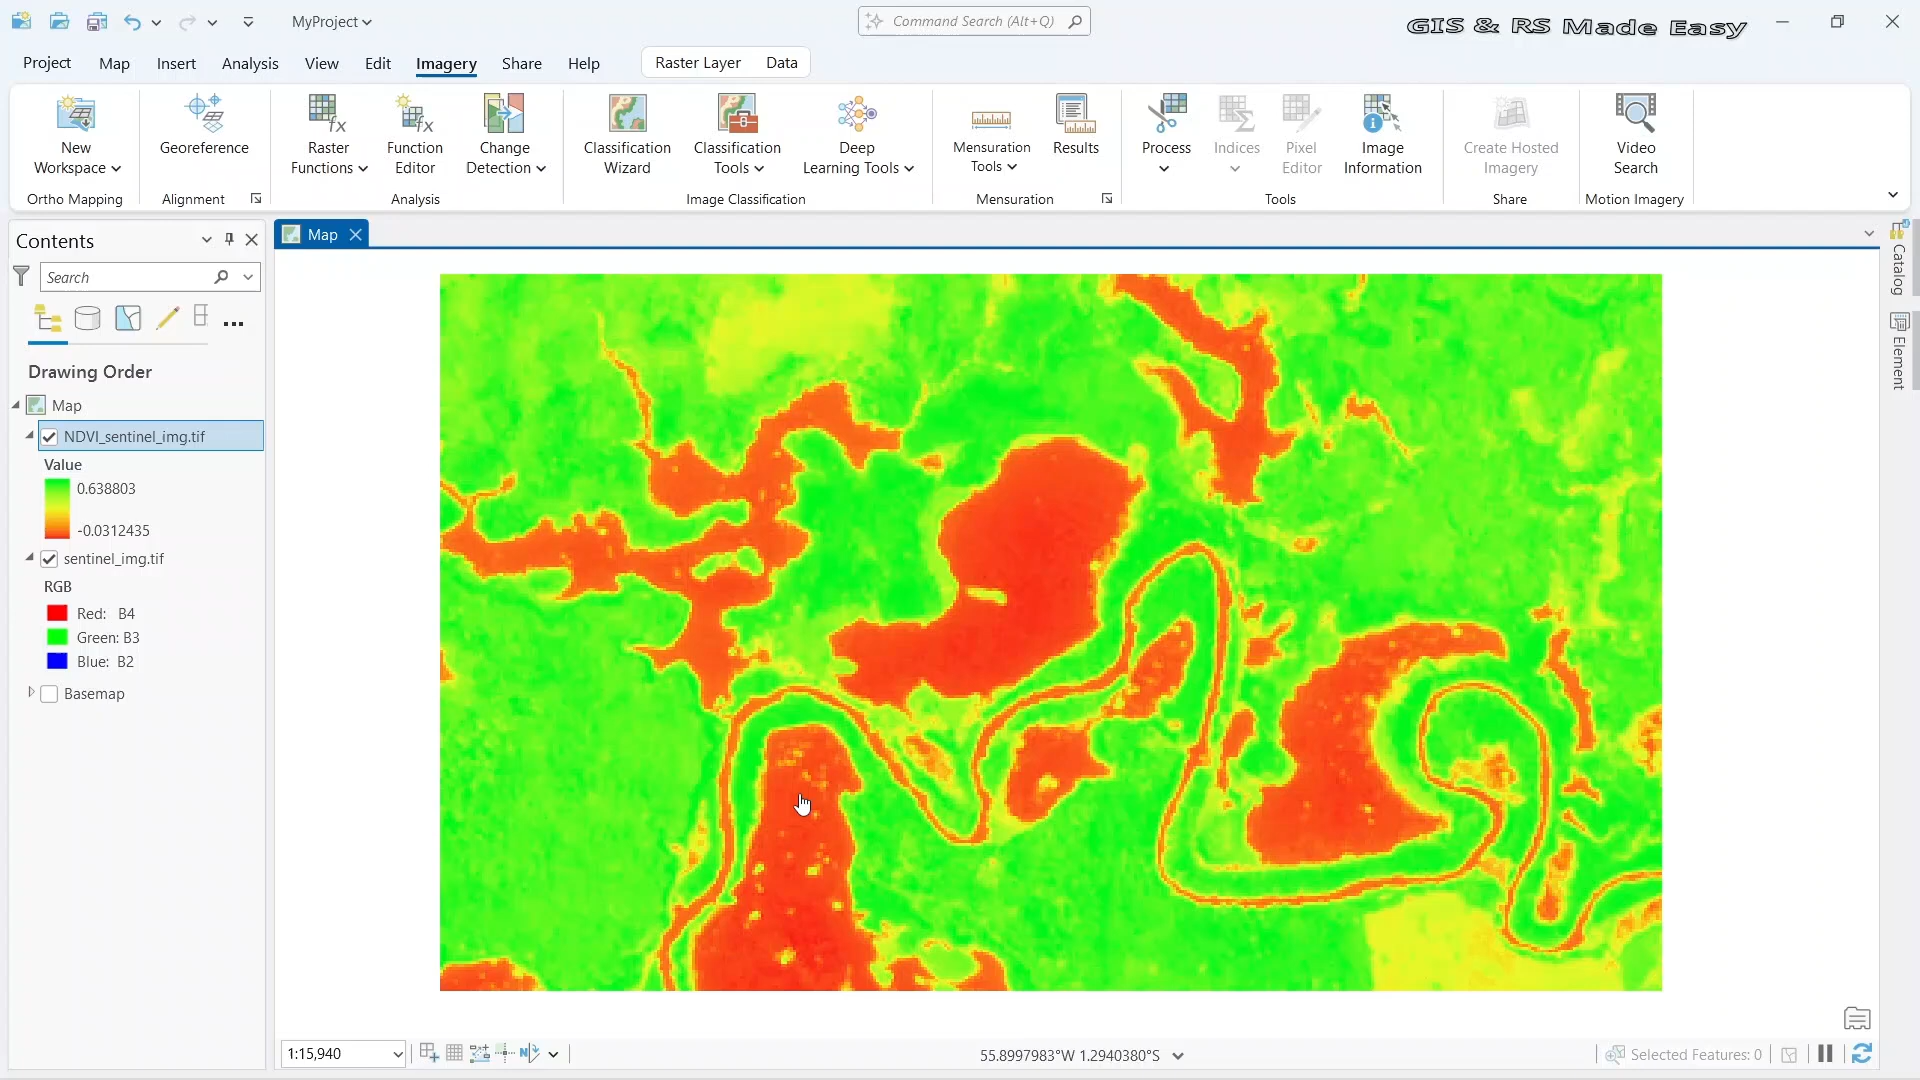 MyProject
Command Search (Alt+Q)
GIS & RS Made Easy
Project
Map
Insert
Analysis
View
Edit
Imagery
Share
Help
Raster Layer
Data
New
Workspace
Georeference
Raster
Functions
Function
Editor
Change
Detection
Classification
Wizard
Classification
Tools
Deep
Learning Tools
Mensuration
Tools
Results
Process
Indices
Pixel
Editor
Image
Information
Create Hosted
Imagery
Video
Search
Ortho Mapping
Alignment
Analysis
Image Classification
Mensuration
Tools
Share
Motion Imagery
Contents
Search
Drawing Order
Map
NDVI_sentinel_img.tif
Value
0.638803
-0.0312435
sentinel_img.tif
RGB
Red: B4
Green: B3
Blue: B2
Basemap
Map
Catalog
Element
1:15,940
55.8997983°W 1.2940380°S
Selected Features: 0